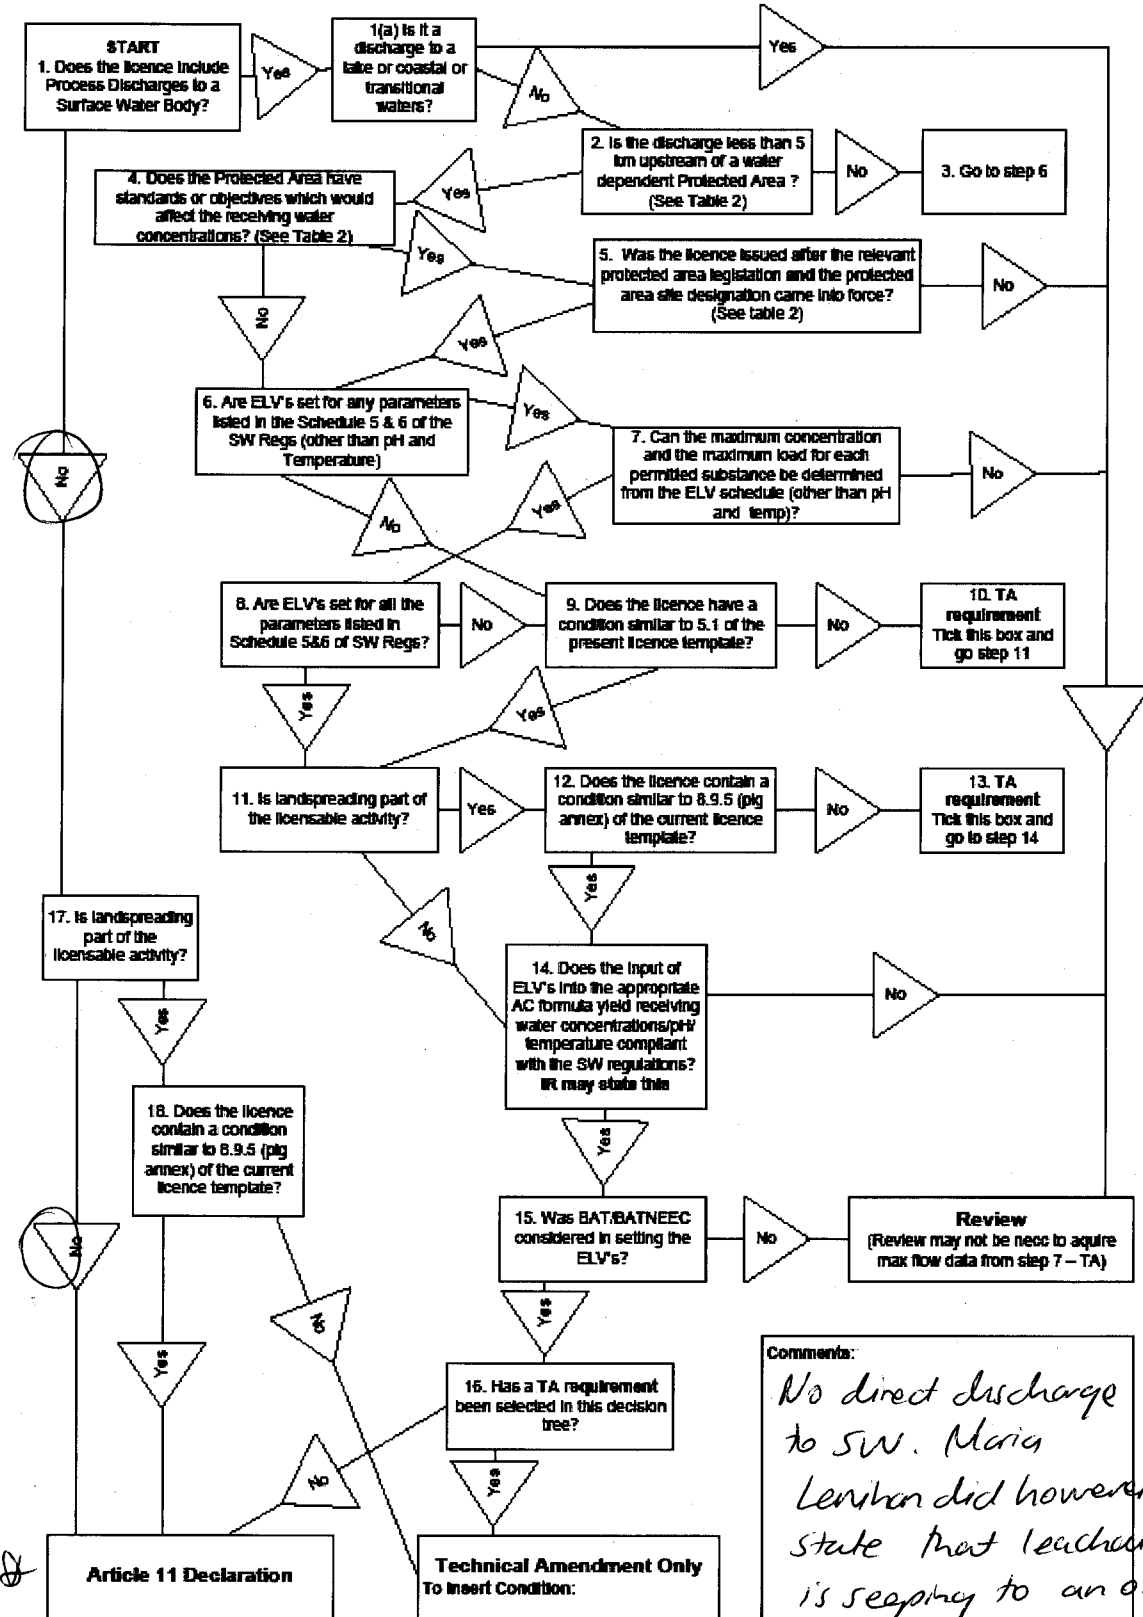 START
1. Does the licence include
Process Discharges to a
Surface Water Body?
Yes
1(a) Is it a
discharge to a
lake or coastal or
transitional
waters?
Yes
No
2. Is the discharge less than 5
km upstream of a water
dependent Protected Area ?
(See Table 2)
No
3. Go to step 6
Yes
4. Does the Protected Area have
standards or objectives which would
affect the receiving water
concentrations? (See Table 2)
Yes
No
5. Was the licence issued after the relevant
protected area legislation and the protected
area site designation came into force?
(See table 2)
No
Yes
6. Are ELV's set for any parameters
listed in the Schedule 5 & 6 of the
SW Regs (other than pH and
Temperature)
Yes
No
7. Can the maximum concentration
and the maximum load for each
permitted substance be determined
from the ELV schedule (other than pH
and temp)?
No
Yes
No
8. Are ELV's set for all the
parameters listed in
Schedule 5&6 of SW Regs?
No
Yes
9. Does the licence have a
condition similar to 5.1 of the
present licence template?
No
10. TA
requirement
Tick this box and
go step 11
Yes
11. Is landspreading part of
the licensable activity?
Yes
No
12. Does the licence contain a
condition similar to 6.9.5 (pig
annex) of the current licence
template?
No
13. TA
requirement
Tick this box and
go to step 14
Yes
14. Does the input of
ELV's into the appropriate
AC formula yield receiving
water concentrations/pH/
temperature compliant
with the SW regulations?
IR may state this
No
Yes
17. Is landspreading
part of the
licensable activity?
Yes
No
18. Does the licence
contain a condition
similar to 6.9.5 (pig
annex) of the current
licence template?
No
Yes
15. Was BAT/BATNEEC
considered in setting the
ELV's?
No
Review
(Review may not be necc to aquire
max flow data from step 7 – TA)
Yes
16. Has a TA requirement
been selected in this decision
tree?
No
Yes
Article 11 Declaration
Technical Amendment Only
To Insert Condition:
Comments:
No direct discharge
to SW. Maria
Lenihan did however
state that
is seeping to an